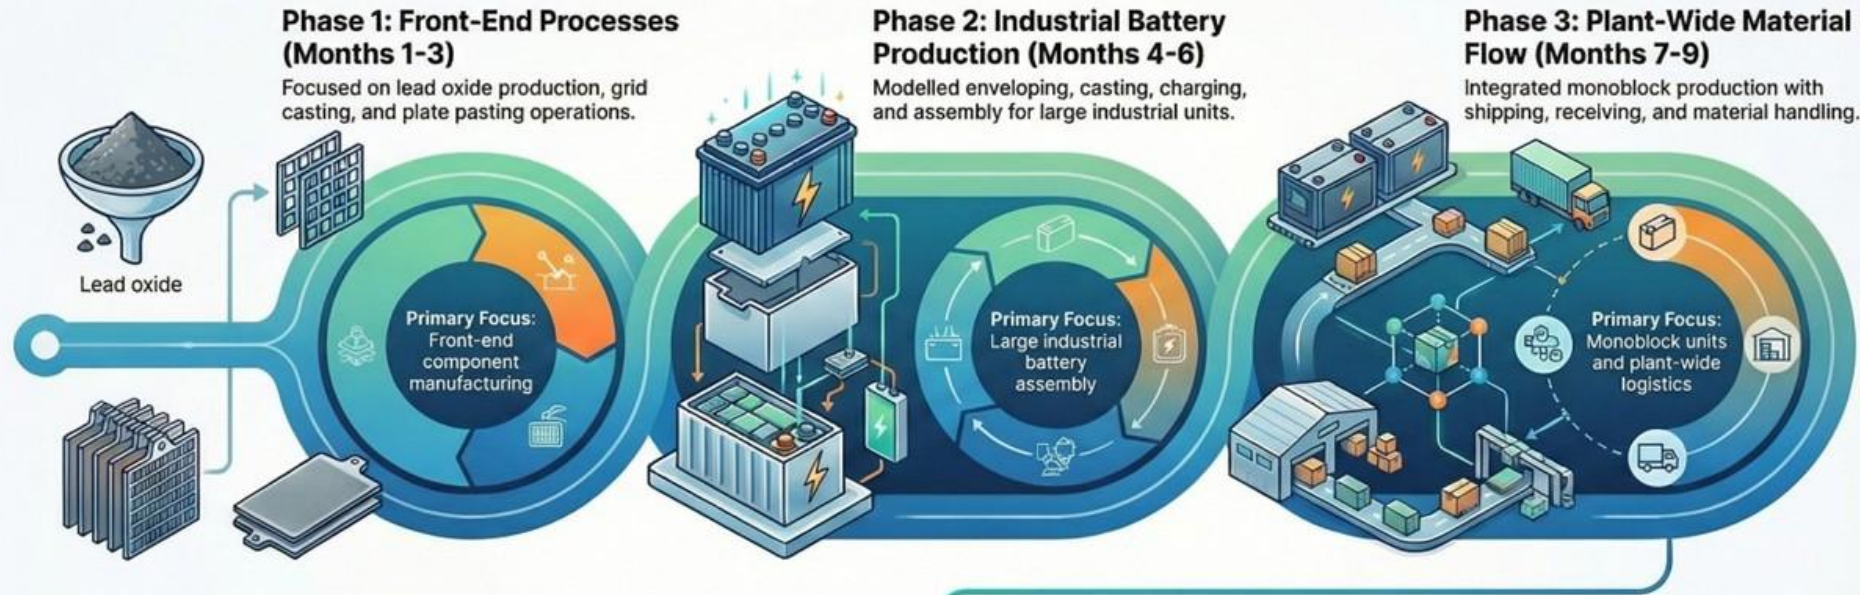 Phase 1: Front-End Processes
(Months 1-3)
Focused on lead oxide production, grid
casting, and plate pasting operations.
Lead oxide
Primary Focus:
Front-end
component
manufacturing
Phase 2: Industrial Battery
Production (Months 4-6)
Modelled enveloping, casting, charging,
and assembly for large industrial units.
Primary Focus:
Large industrial
battery
assembly
Phase 3: Plant-Wide Material
Flow (Months 7-9)
Integrated monoblock production with
shipping, receiving, and material handling.
Primary Focus:
Monoblock units
and plant-wide
logistics